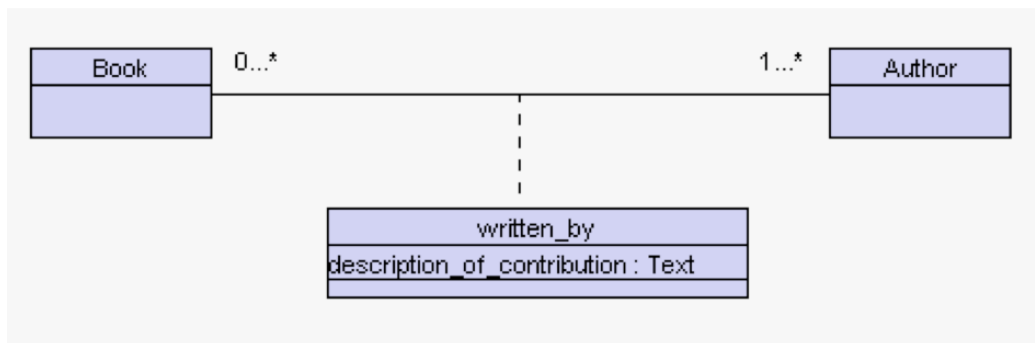 Book
0...*
1...*
Author
written_by
description_of_contribution : Text